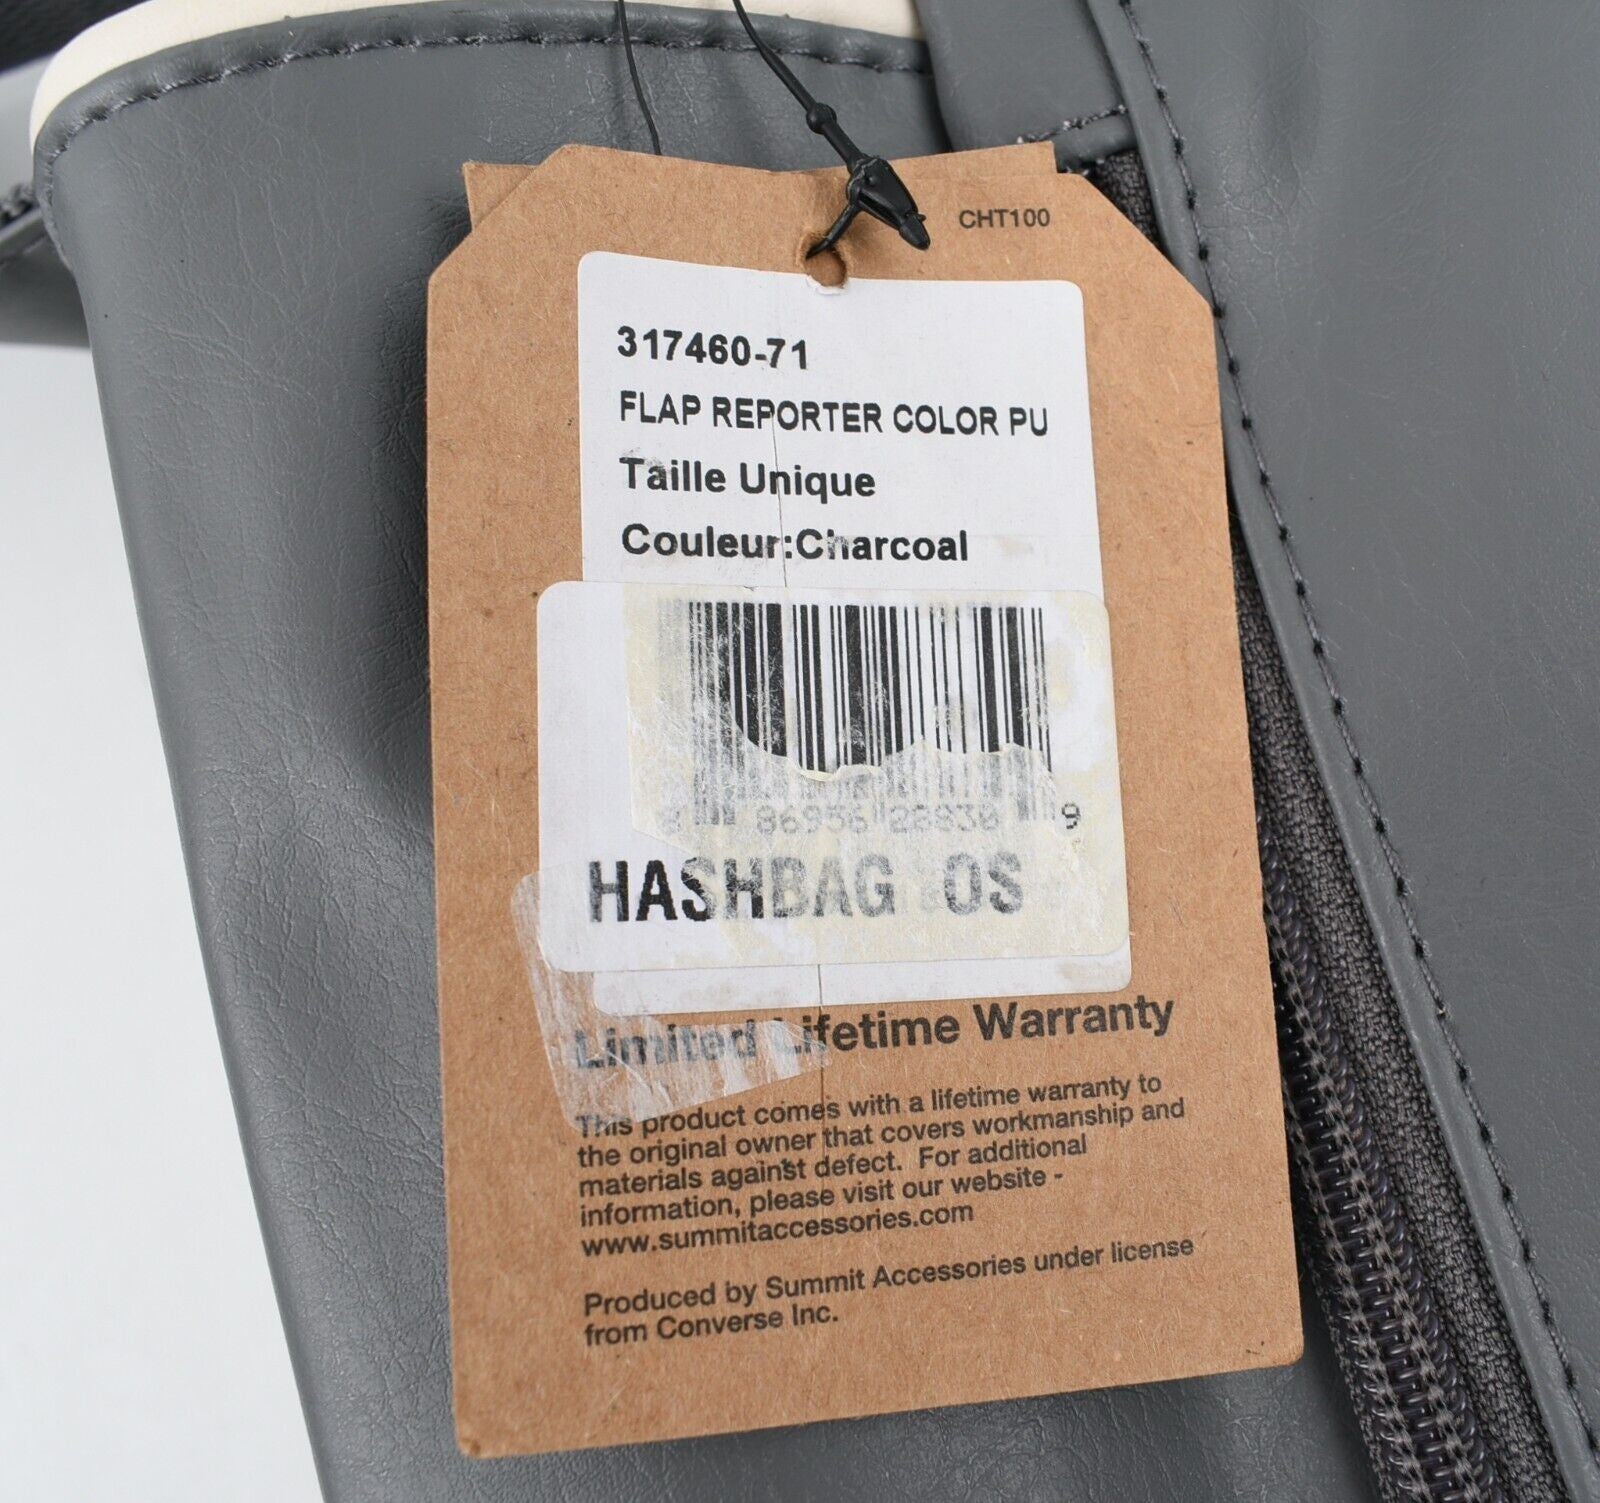 CHT100
317460-71
FLAP REPORTER COLOR PU
Taille Unique
Couleur:Charcoal
9
HASHBAG OS
Limited Lifetime Warranty
This product comes with a lifetime warranty to
the original owner that covers workmanship and
materials against defect. For additional
information, please visit our website -
www.summitaccessories.com
Produced by Summit Accessories under license
from Converse Inc.